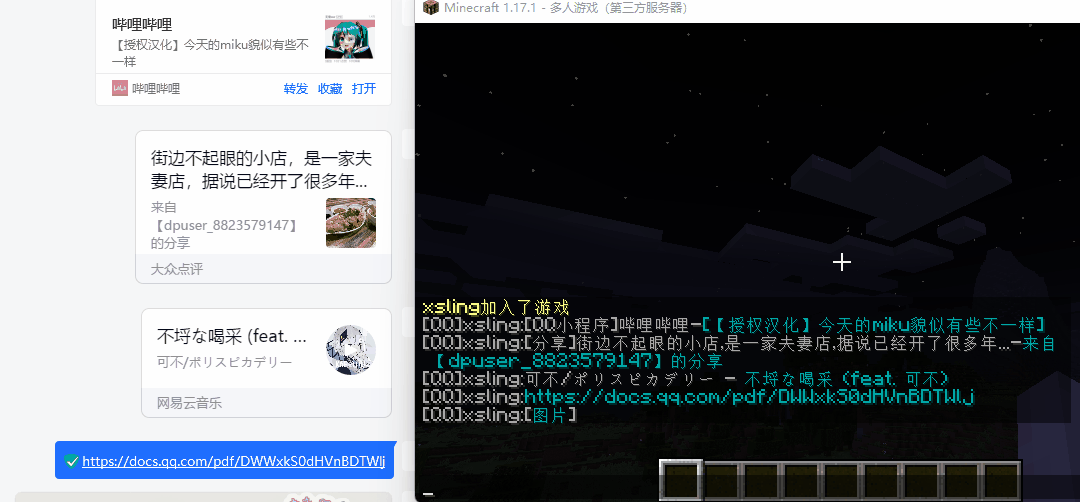 哔哩哔哩
【授权汉化】今天的miku貌似有些不
一样
哔哩哔哩
转发 收藏 打开
街边不起眼的小店，是一家夫
妻店，据说已经开了很多年...
来自
【dpuser_8823579147】
的分享
大众点评
不埒な喝采 (feat. ...
可不/ポリスピカデリー
网易云音乐
https://docs.qq.com/pdf/DWWxkS0dHVnBDTWlj
Minecraft 1.17.1 - 多人游戏（第三方服务器）
xsling加入了游戏
[QQ]xsling:[QQ小程序]哔哩哔哩-[【授权汉化】今天的miku貌似有些不一样]
[QQ]xsling:[分享]街边不起眼的小店,是一家夫妻店,据说已经开了很多年...-来自
【dpuser_8823579147】的分享
[QQ]xsling:可不/ポリスピカデリー - 不埒な喝采 (feat. 可不)
[QQ]xsling:https://docs.qq.com/pdf/DWWxkS0dHVnBDTWlj
[QQ]xsling:[图片]